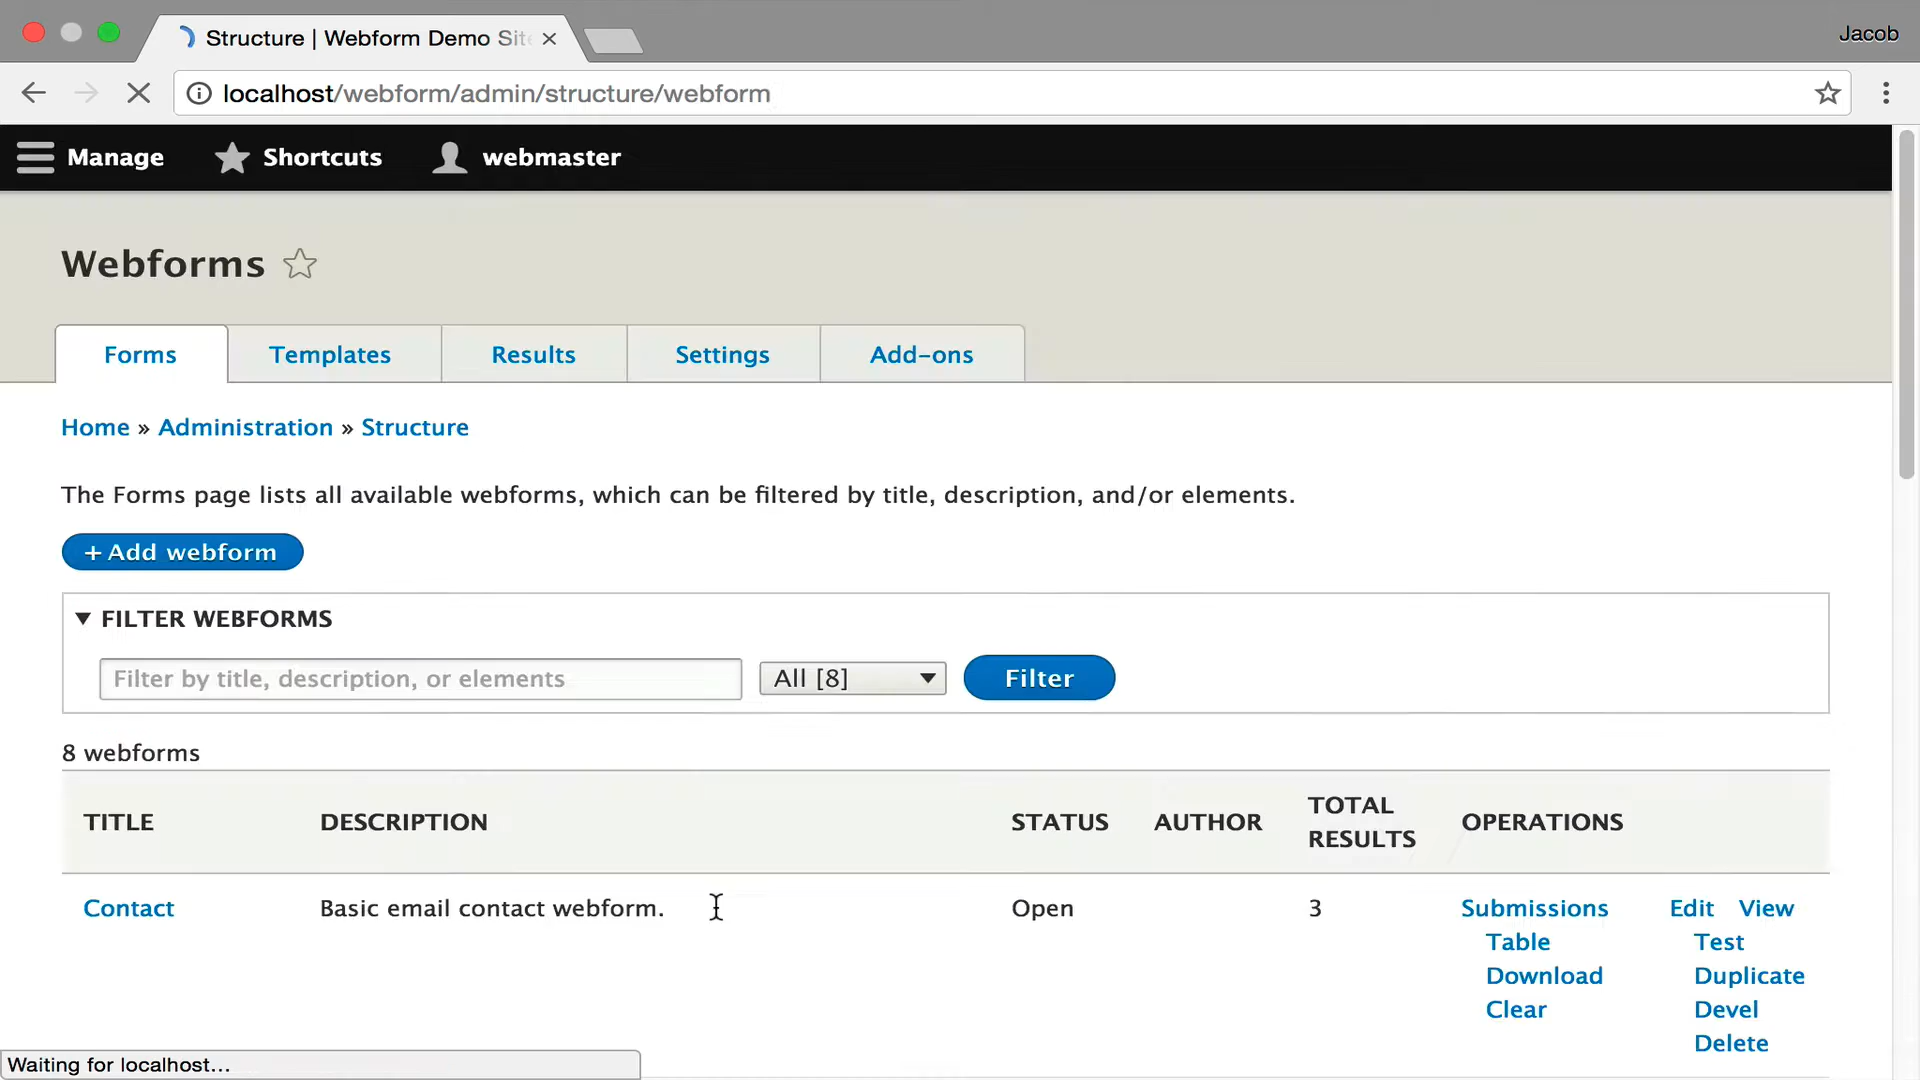 Structure | Webform Demo Site
Jacob
localhost/webform/admin/structure/webform
Manage Shortcuts webmaster
Webforms
Forms Templates Results Settings Add-ons
Home » Administration » Structure
The Forms page lists all available webforms, which can be filtered by title, description, and/or elements.
+ Add webform
▼ FILTER WEBFORMS
Filter by title, description, or elements All [8] Filter
8 webforms
TITLE DESCRIPTION STATUS AUTHOR TOTAL RESULTS OPERATIONS
Contact Basic email contact webform. Open 3 Submissions Edit View
Table Test
Download Duplicate
Clear Devel
Delete
Waiting for localhost...